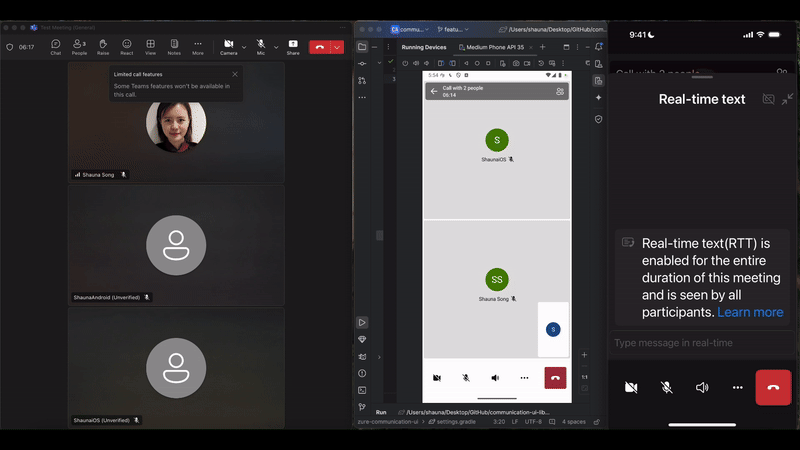 Test Meeting (General)
06:17
Chat
People
3
Raise
React
View
Notes
More
Camera
Mic
Share
Limited call features
Some Teams features won't be available in
this call.
Shauna Song
ShaunaAndroid (Unverified)
ShaunaiOS (Unverified)
CA
commu...
featu...
/Users/shauna/Desktop/GitHub/com
Running Devices
Medium Phone API 35
1
3
5:54
Call with 2 people
06:14
S
ShaunaiOS
SS
Shauna Song
S
1:1
Run
/Users/shauna/Desktop/GitHub/communication-ui-lib...
zure-communication-ui
settings.gradle
3:20
LF
UTF-8
4 spaces
9:41
Call with 2 people
Real-time text
Real-time text(RTT) is
enabled for the entire
duration of this meeting
and is seen by all
participants. Learn more
Type message in real-time